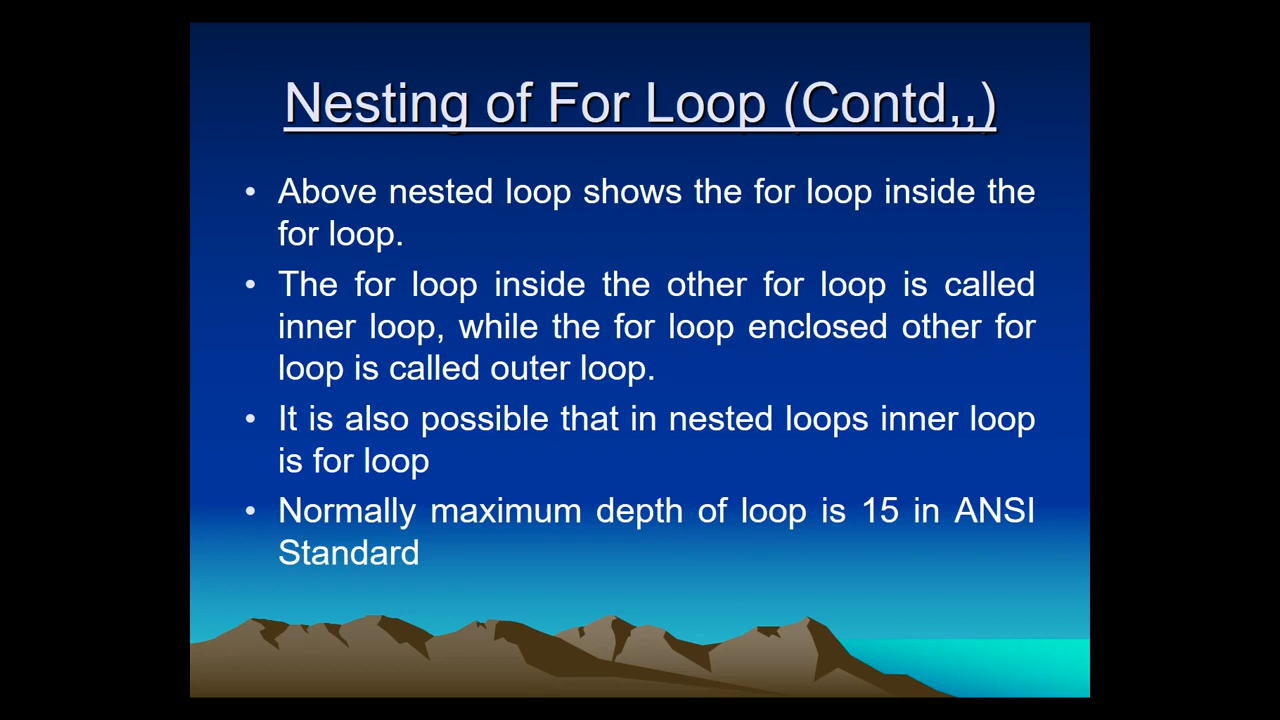 Nesting of For Loop (Contd,,)
• Above nested loop shows the for loop inside the
for loop.
• The for loop inside the other for loop is called
inner loop, while the for loop enclosed other for
loop is called outer loop.
• It is also possible that in nested loops inner loop
is for loop
• Normally maximum depth of loop is 15 in ANSI
Standard